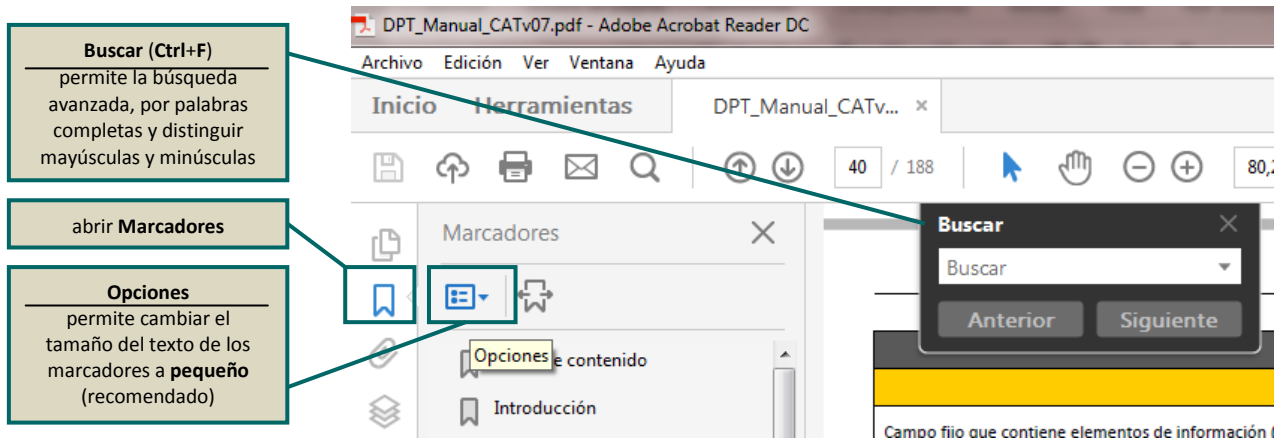 Buscar (Ctrl+F)
permite la búsqueda
avanzada, por palabras
completas y distinguir
mayúsculas y minúsculas
abrir Marcadores
Opciones
permite cambiar el
tamaño del texto de los
marcadores a pequeño
(recomendado)
DPT_Manual_CATv07.pdf - Adobe Acrobat Reader DC
Archivo Edición Ver Ventana Ayuda
Inicio Herramientas DPT_Manual_CATv... ×
40 / 188 80,2
Marcadores
Opciones
e contenido
Introducción
Buscar
Buscar
Anterior Siguiente
Campo fijo que contiene elementos de información (